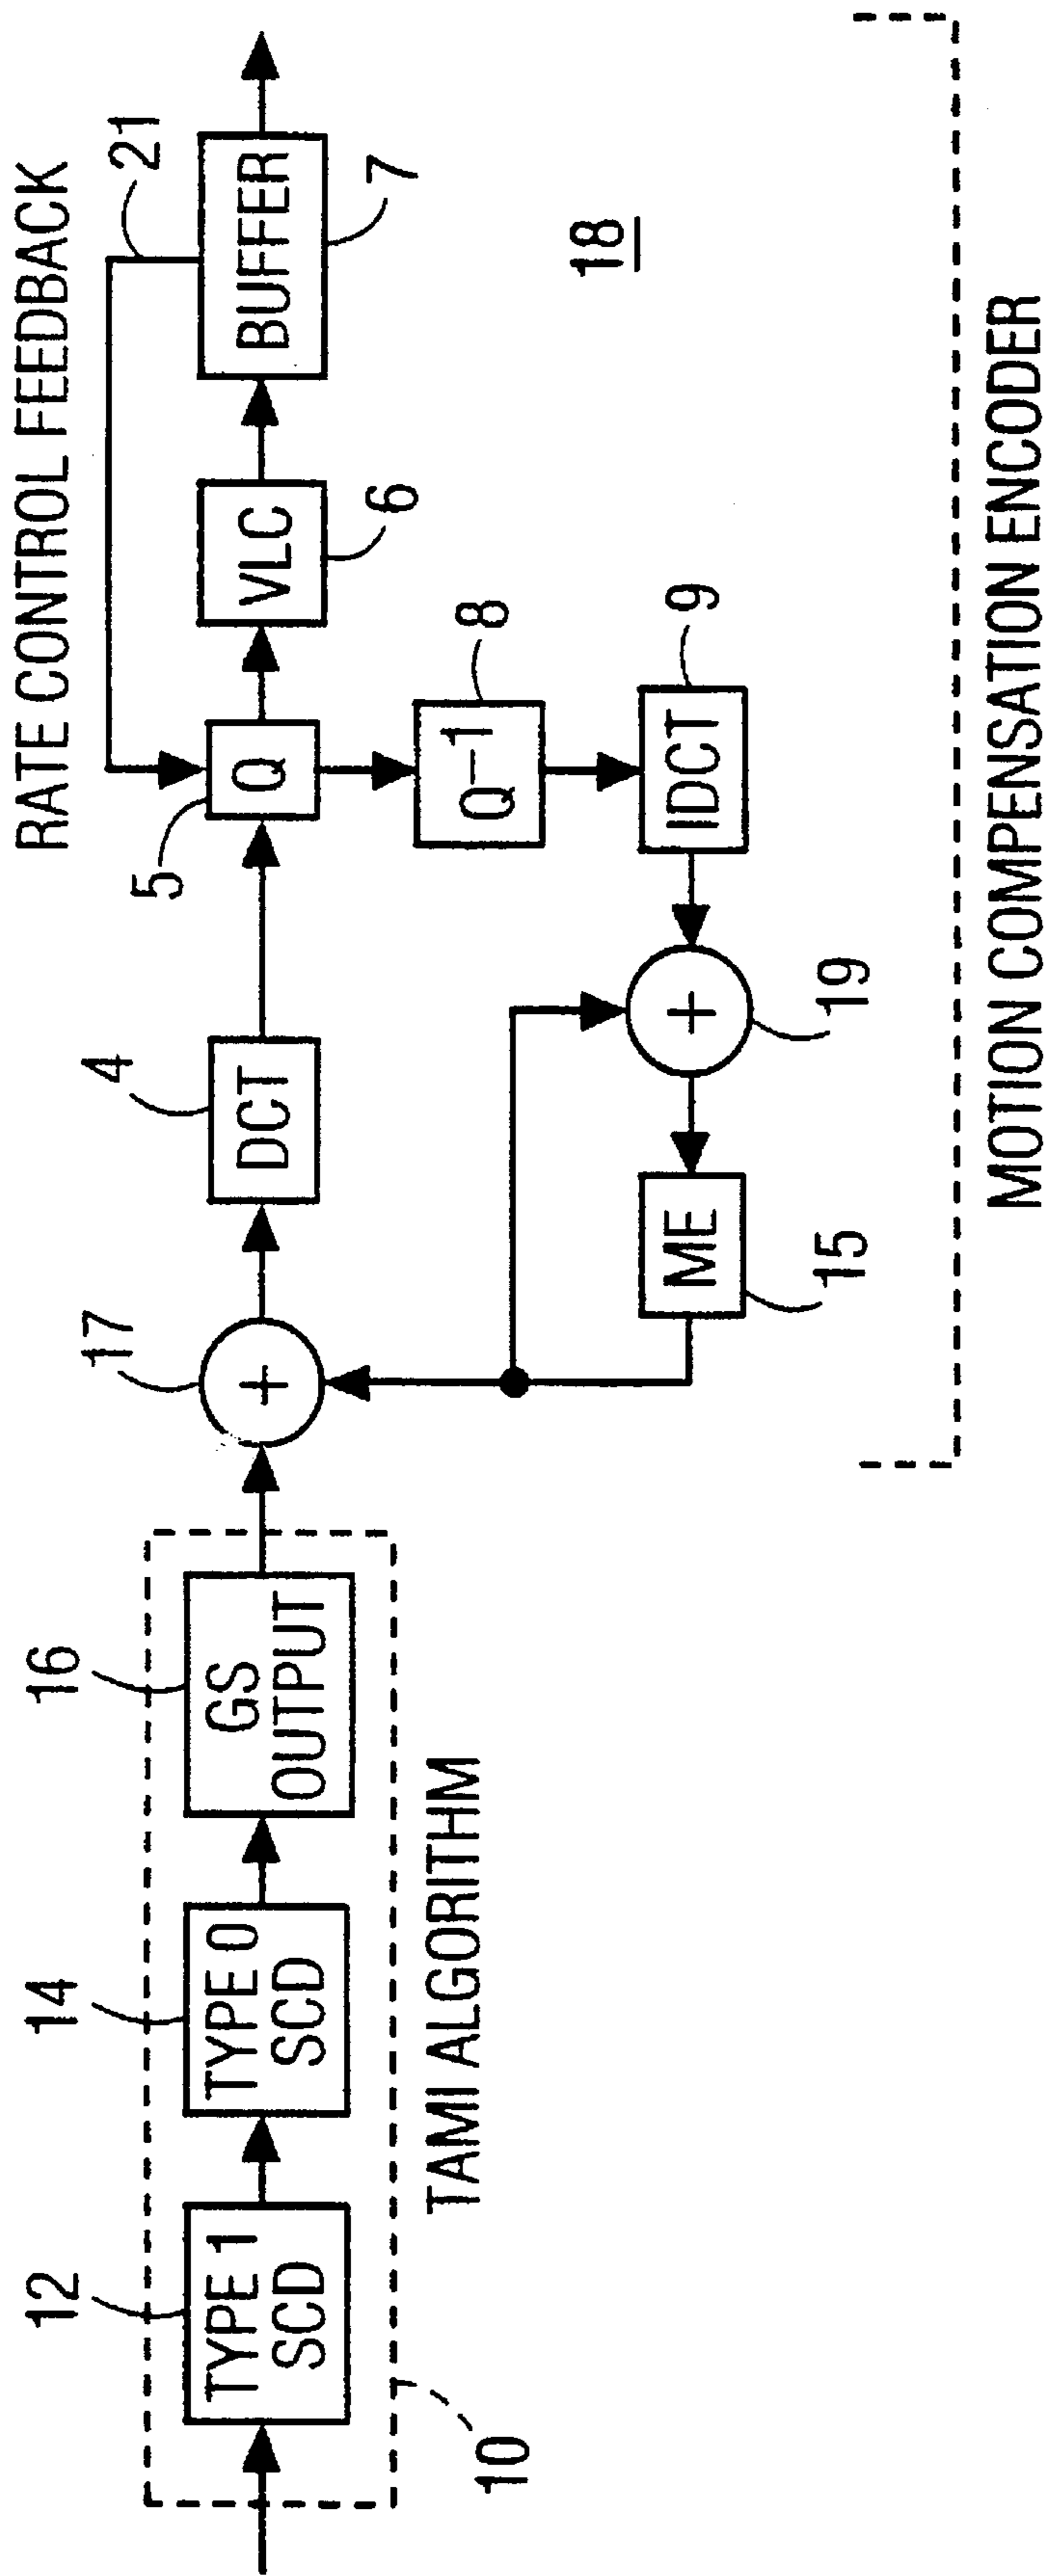 RATE CONTROL FEEDBACK
21
12
14
16
17
4
5
TYPE 1
SCD
TYPE 0
SCD
GS
OUTPUT
+
DCT
Q
VLC
BUFFER
6
7
10
TAMI ALGORITHM
8
Q-1
18
ME
+
IDCT
9
15
19
MOTION COMPENSATION ENCODER